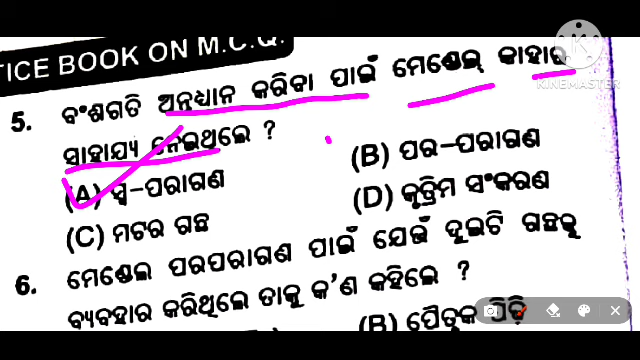 TICE BOOK ON M.C.Q.
5. ବଂଶଗତି ଅନୁଧ୍ୟାନ କରିବା ପାଇଁ ମେଣ୍ଡେଲ୍ କାହାର
ସାହାଯ୍ୟ ନେଇଥିଲେ ?
(A) ସ୍ୱ-ପରାଗଣ
(B) ପର-ପରାଗଣ
(C) ମଟର ଗଛ
(D) କୃତ୍ରିମ ସଂକରଣ
6. ମେଣ୍ଡେଲ ପରପରାଗଣ ପାଇଁ ଯେଉଁ ଦୁଇଟି ଗଛକୁ
ବ୍ୟବହାର କରିଥିଲେ ତାକୁ କ'ଣ କହିଲେ ?
(B) ପୈତୃକ ପିଢ଼ି
K
KINEMASTER